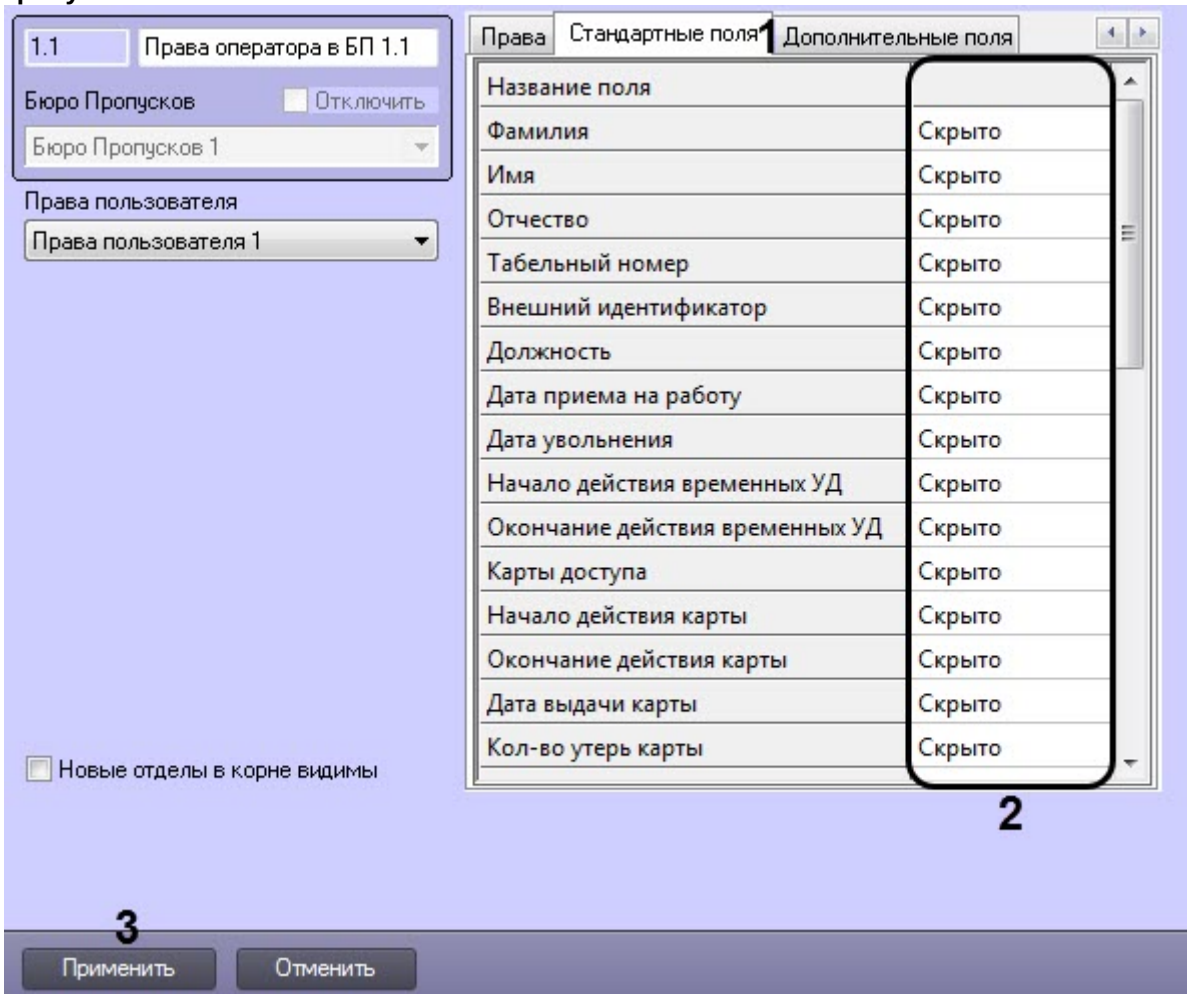 1.1 Права оператора в БП 1.1
Бюро Пропусков Отключить
Бюро Пропусков 1
Права пользователя
Права пользователя 1
Новые отделы в корне видимы
Права Стандартные поля 1 Дополнительные поля
Название поля
Фамилия Скрыто
Имя Скрыто
Отчество Скрыто
Табельный номер Скрыто
Внешний идентификатор Скрыто
Должность Скрыто
Дата приема на работу Скрыто
Дата увольнения Скрыто
Начало действия временных УД Скрыто
Окончание действия временных УД Скрыто
Карты доступа Скрыто
Начало действия карты Скрыто
Окончание действия карты Скрыто
Дата выдачи карты Скрыто
Кол-во утерь карты Скрыто
2
3
Применить Отменить